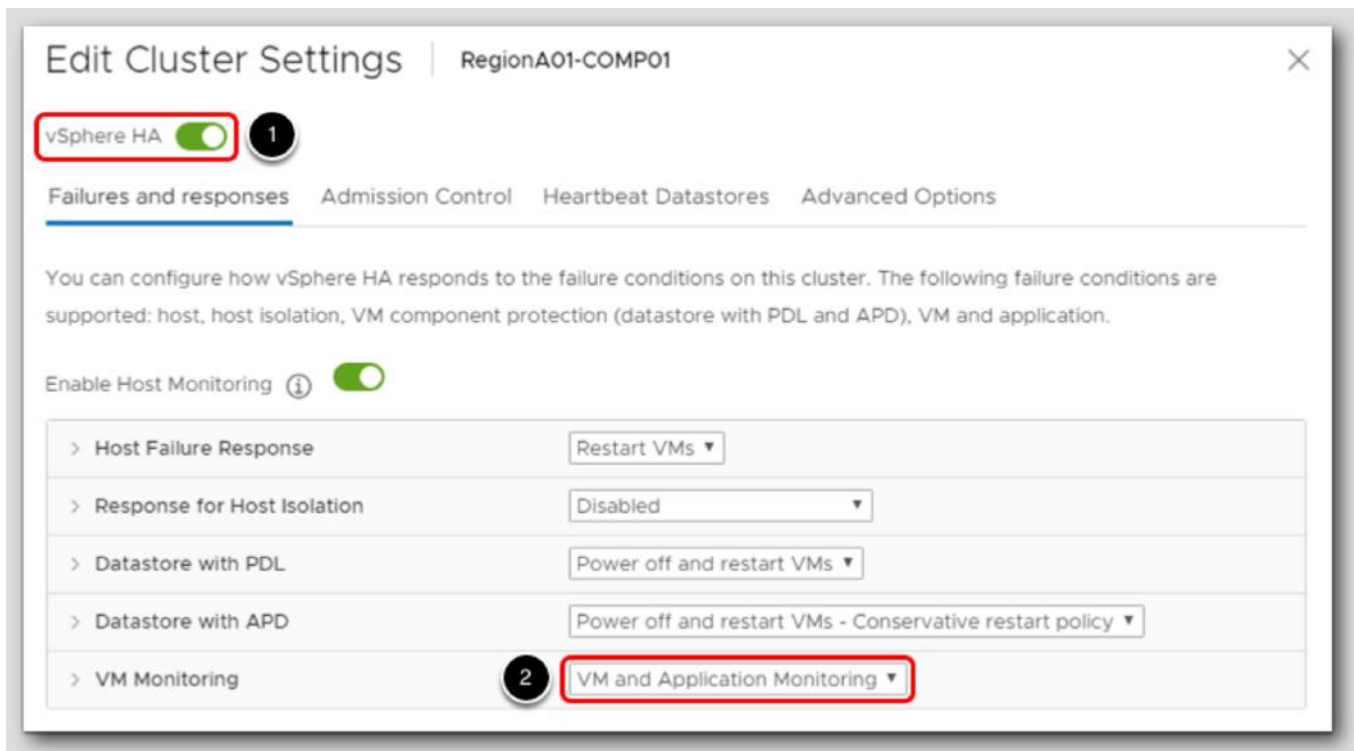 Edit Cluster Settings RegionA01-COMP01
vSphere HA 1
Failures and responses Admission Control Heartbeat Datastores Advanced Options
You can configure how vSphere HA responds to the failure conditions on this cluster. The following failure conditions are
supported: host, host isolation, VM component protection (datastore with PDL and APD), VM and application.
Enable Host Monitoring
Host Failure Response Restart VMs
Response for Host Isolation Disabled
Datastore with PDL Power off and restart VMs
Datastore with APD Power off and restart VMs - Conservative restart policy
VM Monitoring 2 VM and Application Monitoring